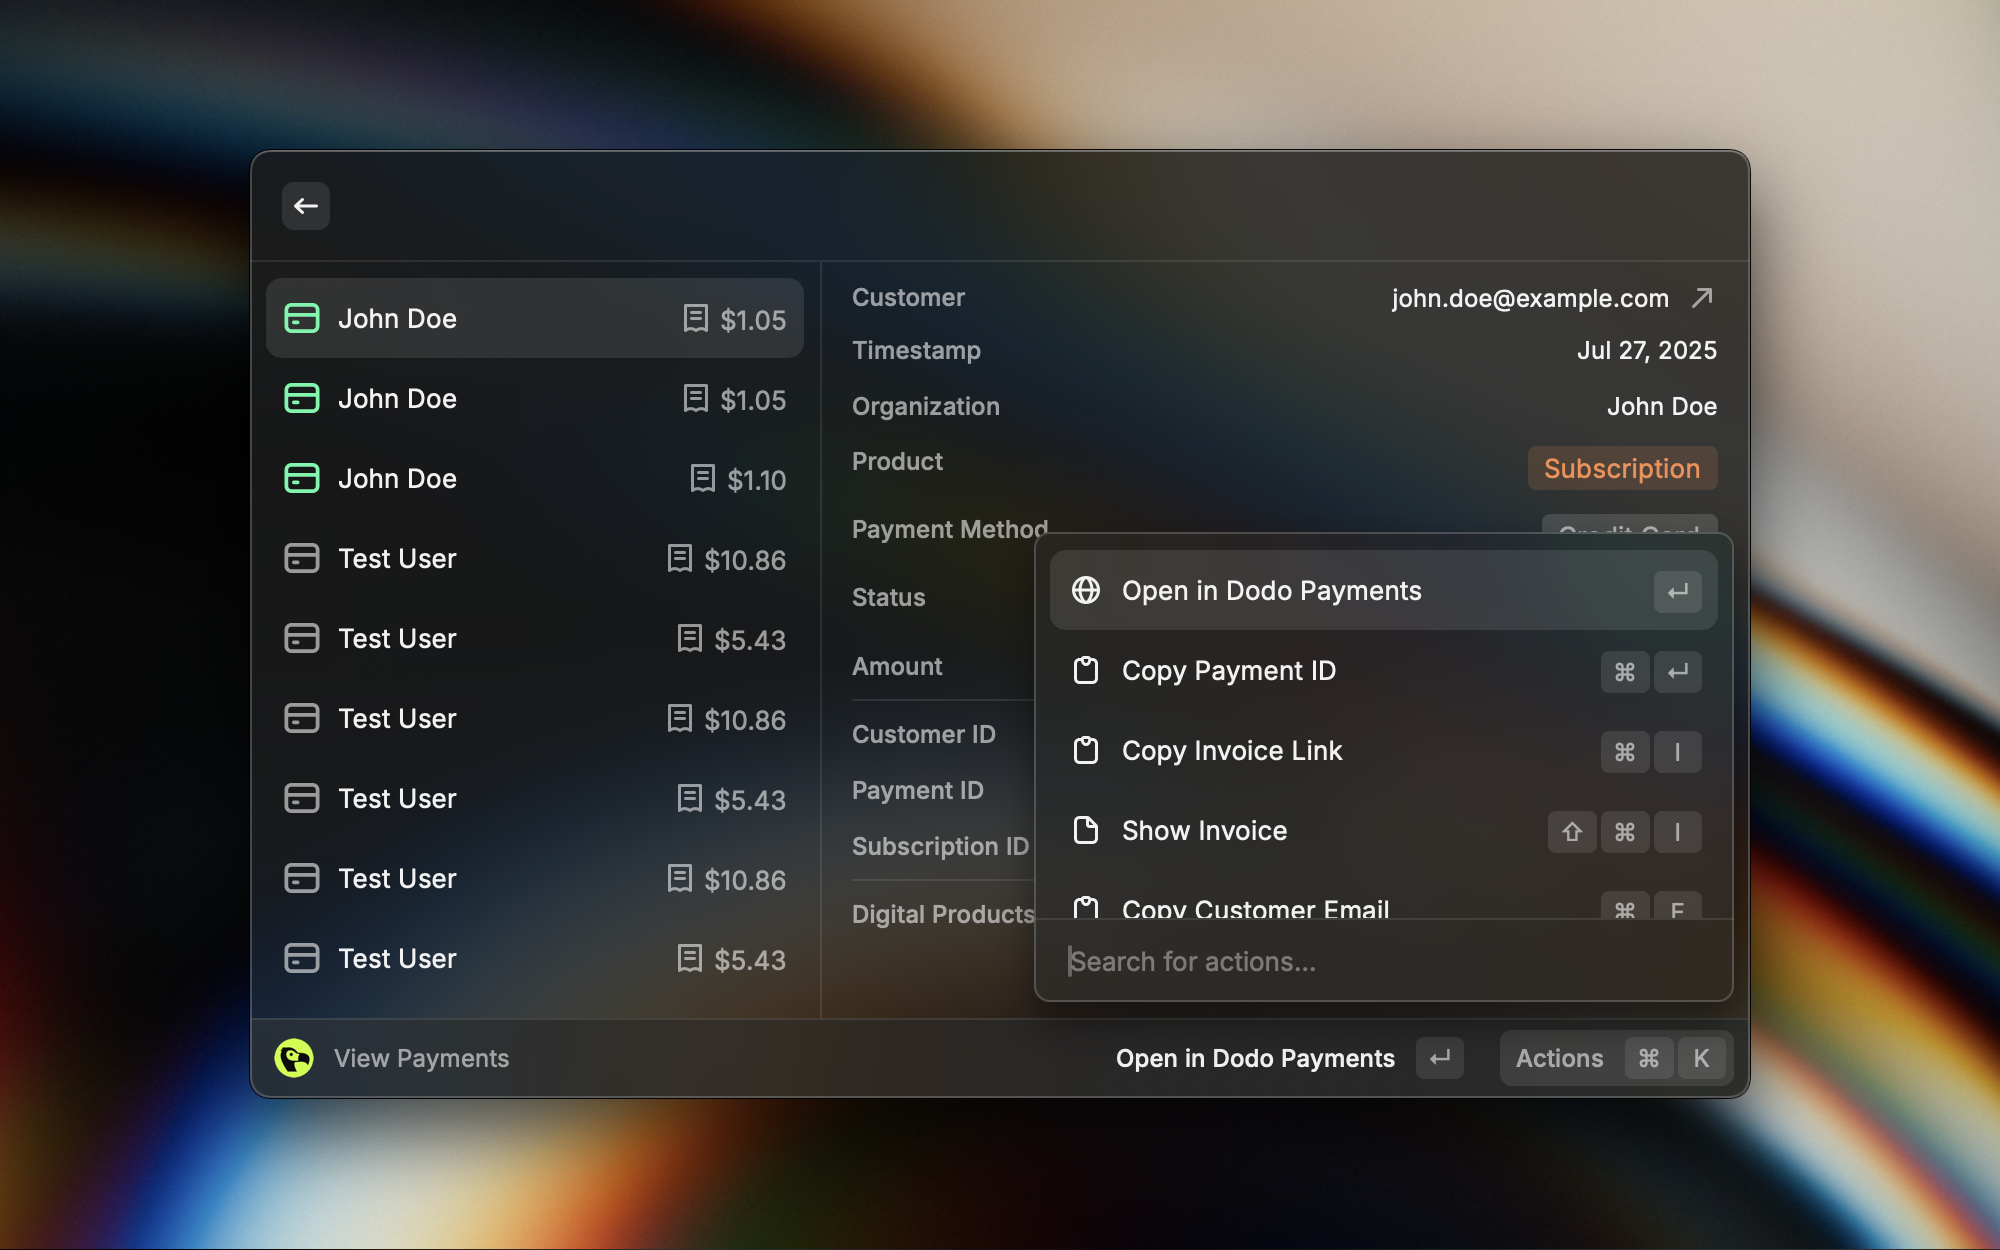 John Doe $1.05
John Doe $1.05
John Doe $1.10
Test User $10.86
Test User $5.43
Test User $10.86
Test User $5.43
Test User $10.86
Test User $5.43
Customer john.doe@example.com
Timestamp Jul 27, 2025
Organization John Doe
Product Subscription
Payment Method Credit Card
Status
Amount
Customer ID
Payment ID
Subscription ID
Digital Products
Open in Dodo Payments ↵
Copy Payment ID ⌘ ↵
Copy Invoice Link ⌘ I
Show Invoice ⇧ ⌘ I
Copy Customer Email ⌘
Search for actions...
View Payments
Open in Dodo Payments ↵
Actions ⌘ K